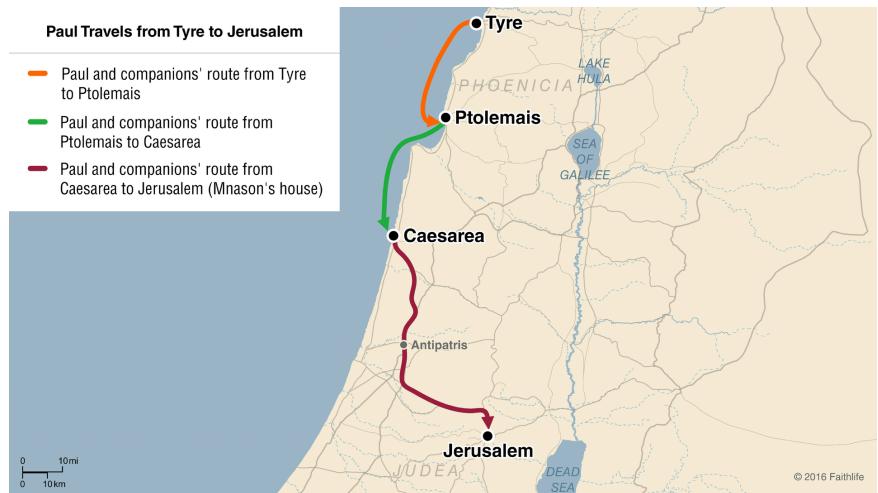 Paul Travels from Tyre to Jerusalem
Paul and companions' route from Tyre
to Ptolemais
Paul and companions' route from
Ptolemais to Caesarea
Paul and companions' route from
Caesarea to Jerusalem (Mnason's house)
Tyre
LAKE
HULA
PHOENICIA
Ptolemais
SEA
OF
GALILEE
Caesarea
Antipatris
Jerusalem
JUDEA
DEAD
SEA
0 10mi
0 10km
© 2016 Faithlife